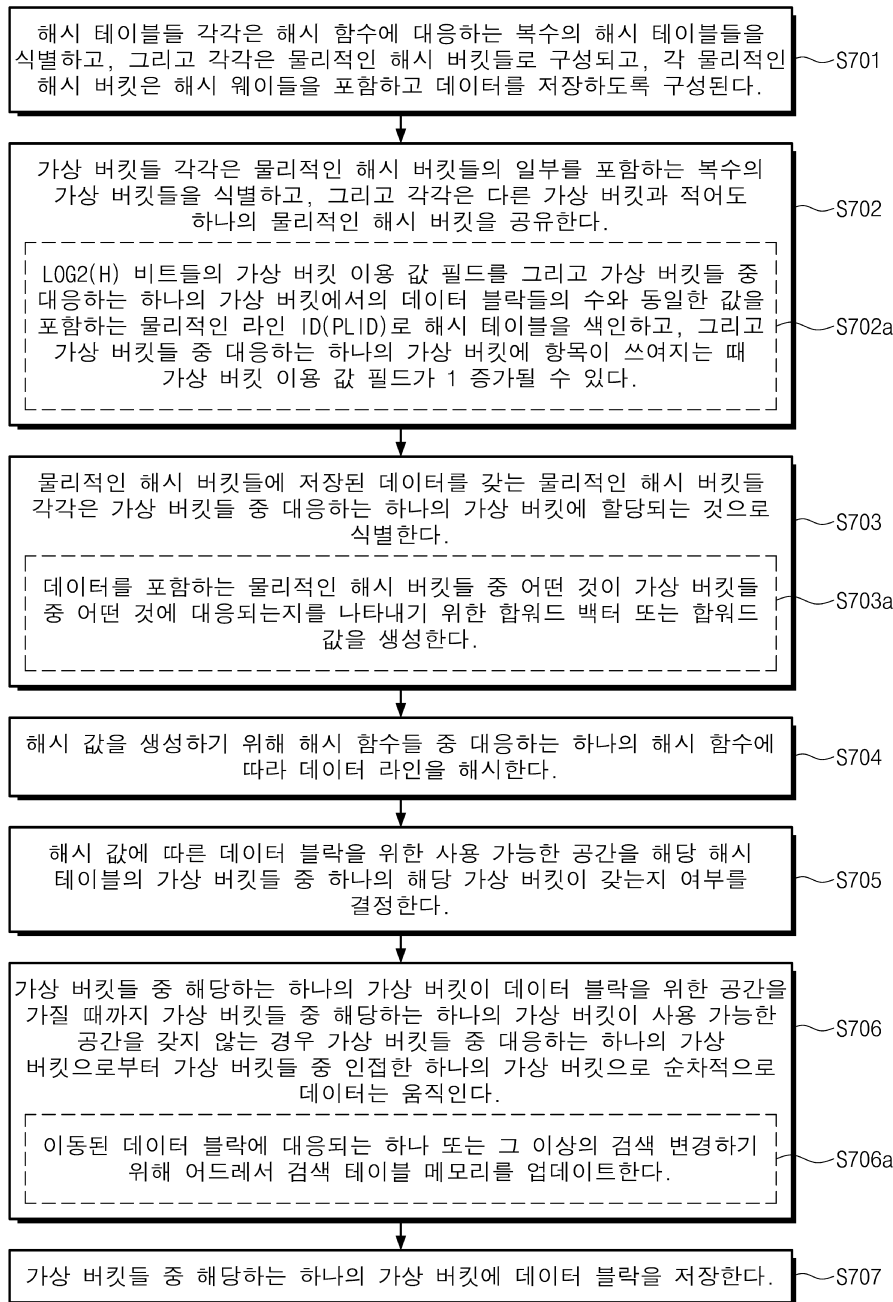 해시 테이블들 각각은 해시 함수에 대응하는 복수의 해시 테이블들을
식별하고, 그리고 각각은 물리적인 해시 버킷들로 구성되고, 각 물리적인
해시 버킷은 해시 웨이들을 포함하고 데이터를 저장하도록 구성된다.
S701
가상 버킷들 각각은 물리적인 해시 버킷들의 일부를 포함하는 복수의
가상 버킷들을 식별하고, 그리고 각각은 다른 가상 버킷과 적어도
하나의 물리적인 해시 버킷을 공유한다.
S702
LOG2(H) 비트들의 가상 버킷 이용 값 필드를 그리고 가상 버킷들 중
대응하는 하나의 가상 버킷에서의 데이터 블락들의 수와 동일한 값을
포함하는 물리적인 라인 ID(PLID)로 해시 테이블을 색인하고, 그리고
가상 버킷들 중 대응하는 하나의 가상 버킷에 항목이 쓰여지는 때
가상 버킷 이용 값 필드가 1 증가될 수 있다.
S702a
물리적인 해시 버킷들에 저장된 데이터를 갖는 물리적인 해시 버킷들
각각은 가상 버킷들 중 대응하는 하나의 가상 버킷에 할당되는 것으로
식별한다.
S703
데이터를 포함하는 물리적인 해시 버킷들 중 어떤 것이 가상 버킷들
중 어떤 것에 대응되는지를 나타내기 위한 합워드 백터 또는 합워드
값을 생성한다.
S703a
해시 값을 생성하기 위해 해시 함수들 중 대응하는 하나의 해시 함수에
따라 데이터 라인을 해시한다.
S704
해시 값에 따른 데이터 블락을 위한 사용 가능한 공간을 해당 해시
테이블의 가상 버킷들 중 하나의 해당 가상 버킷이 갖는지 여부를
결정한다.
S705
가상 버킷들 중 해당하는 하나의 가상 버킷이 데이터 블락을 위한 공간을
가질 때까지 가상 버킷들 중 해당하는 하나의 가상 버킷이 사용 가능한
공간을 갖지 않는 경우 가상 버킷들 중 대응하는 하나의 가상
버킷으로부터 가상 버킷들 중 인접한 하나의 가상 버킷으로 순차적으로
데이터는 움직인다.
S706
이동된 데이터 블락에 대응되는 하나 또는 그 이상의 검색 변경하기
위해 어드레서 검색 테이블 메모리를 업데이트한다.
S706a
가상 버킷들 중 해당하는 하나의 가상 버킷에 데이터 블락을 저장한다.
S707